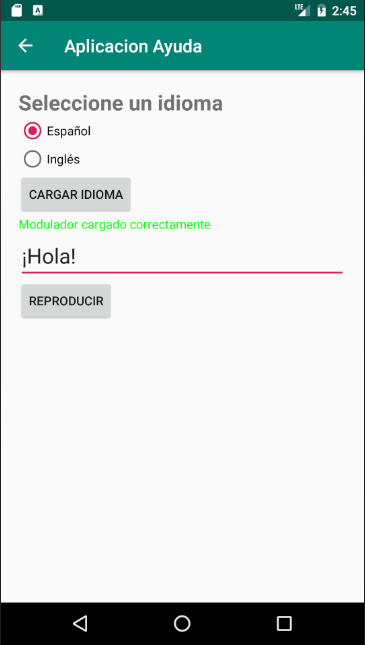 LTE 2:45
Aplicacion Ayuda
Seleccione un idioma
Español
Inglés
CARGAR IDIOMA
Modulador cargado correctamente
¡Hola!
REPRODUCIR